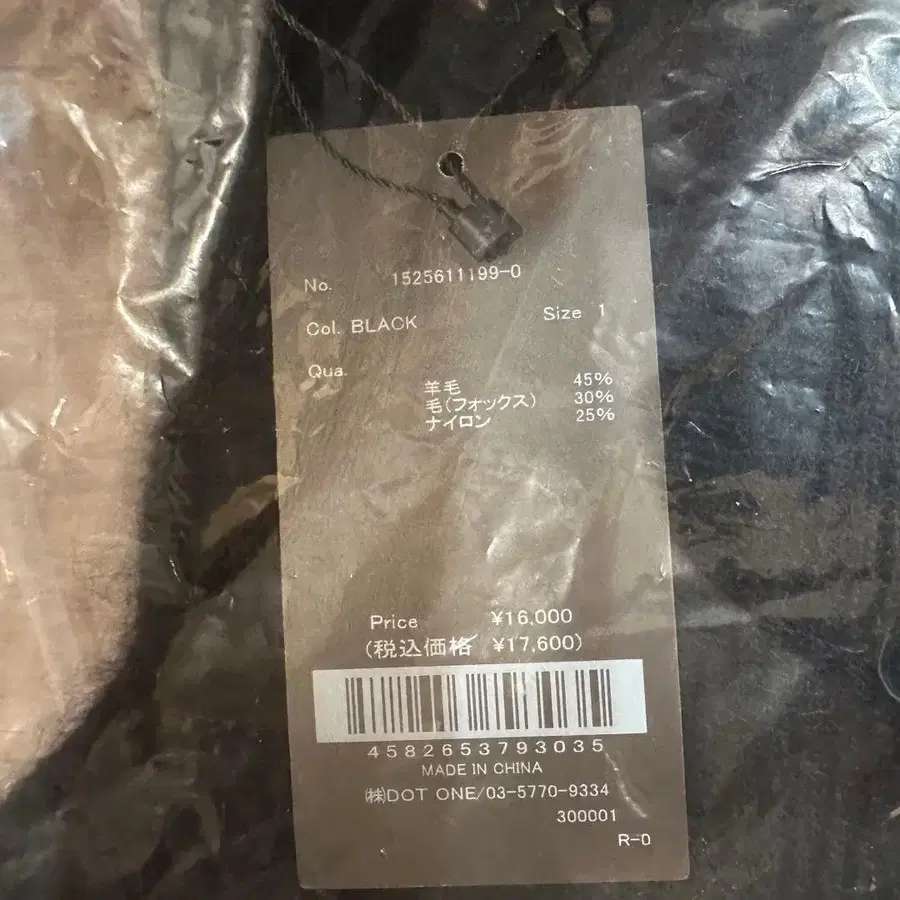 No. 1525611199-0
Col. BLACK Size 1
Qua.
羊毛 45%
毛(フォックス) 30%
ナイロン 25%
Price ¥16,000
(税込価格 ¥17,600)
4582653793035
MADE IN CHINA
㈱DOT ONE/03-5770-9334
300001
R-0